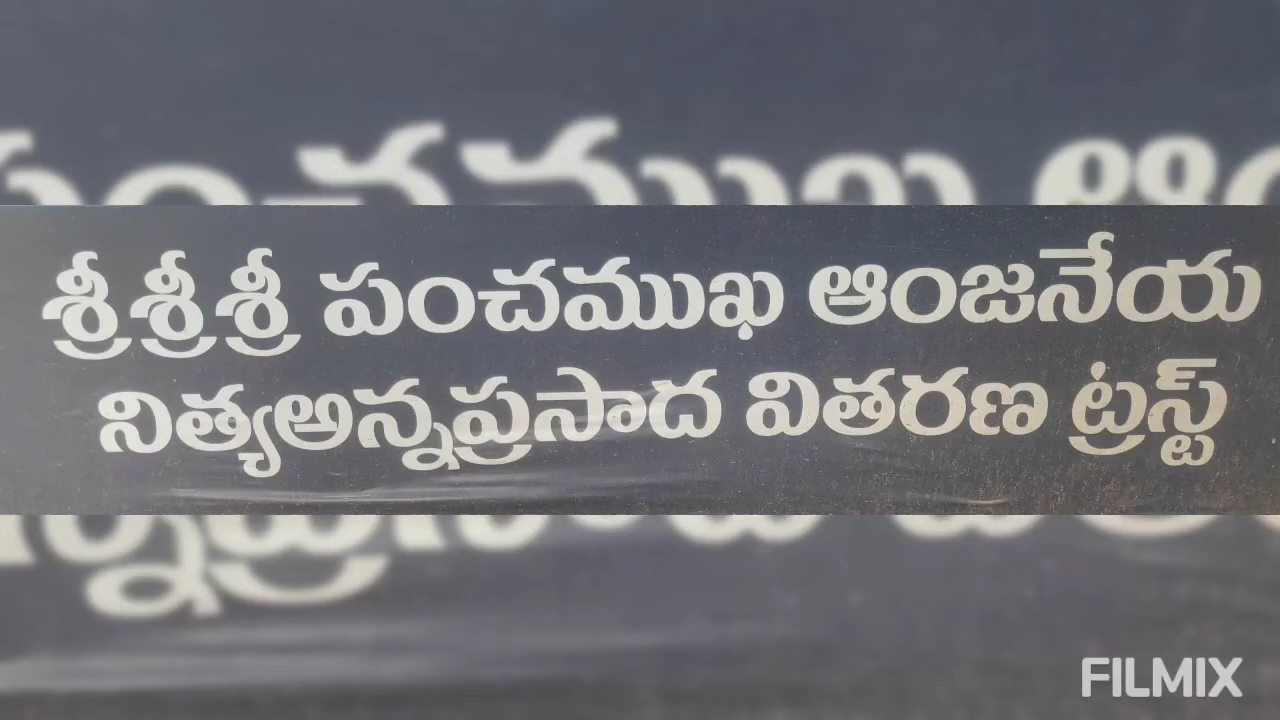 శ్రీశ్రీశ్రీ పంచముఖ ఆంజనేయ
నిత్యఅన్నప్రసాద వితరణ ట్రస్ట్
FILMIX